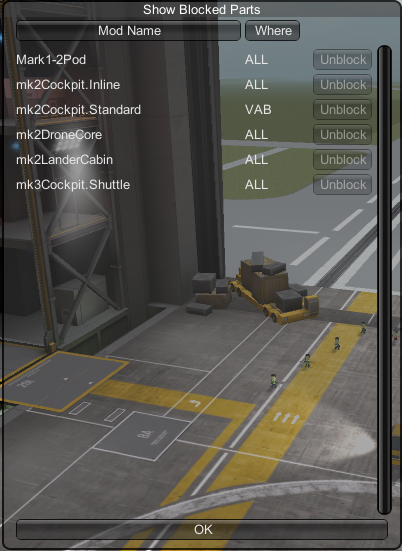 Show Blocked Parts
Mod Name Where
Mark1-2Pod ALL Unblock
mk2Cockpit.Inline ALL Unblock
mk2Cockpit.Standard VAB Unblock
mk2DroneCore ALL Unblock
mk2LanderCabin ALL Unblock
mk3Cockpit.Shuttle ALL Unblock
8A
OK